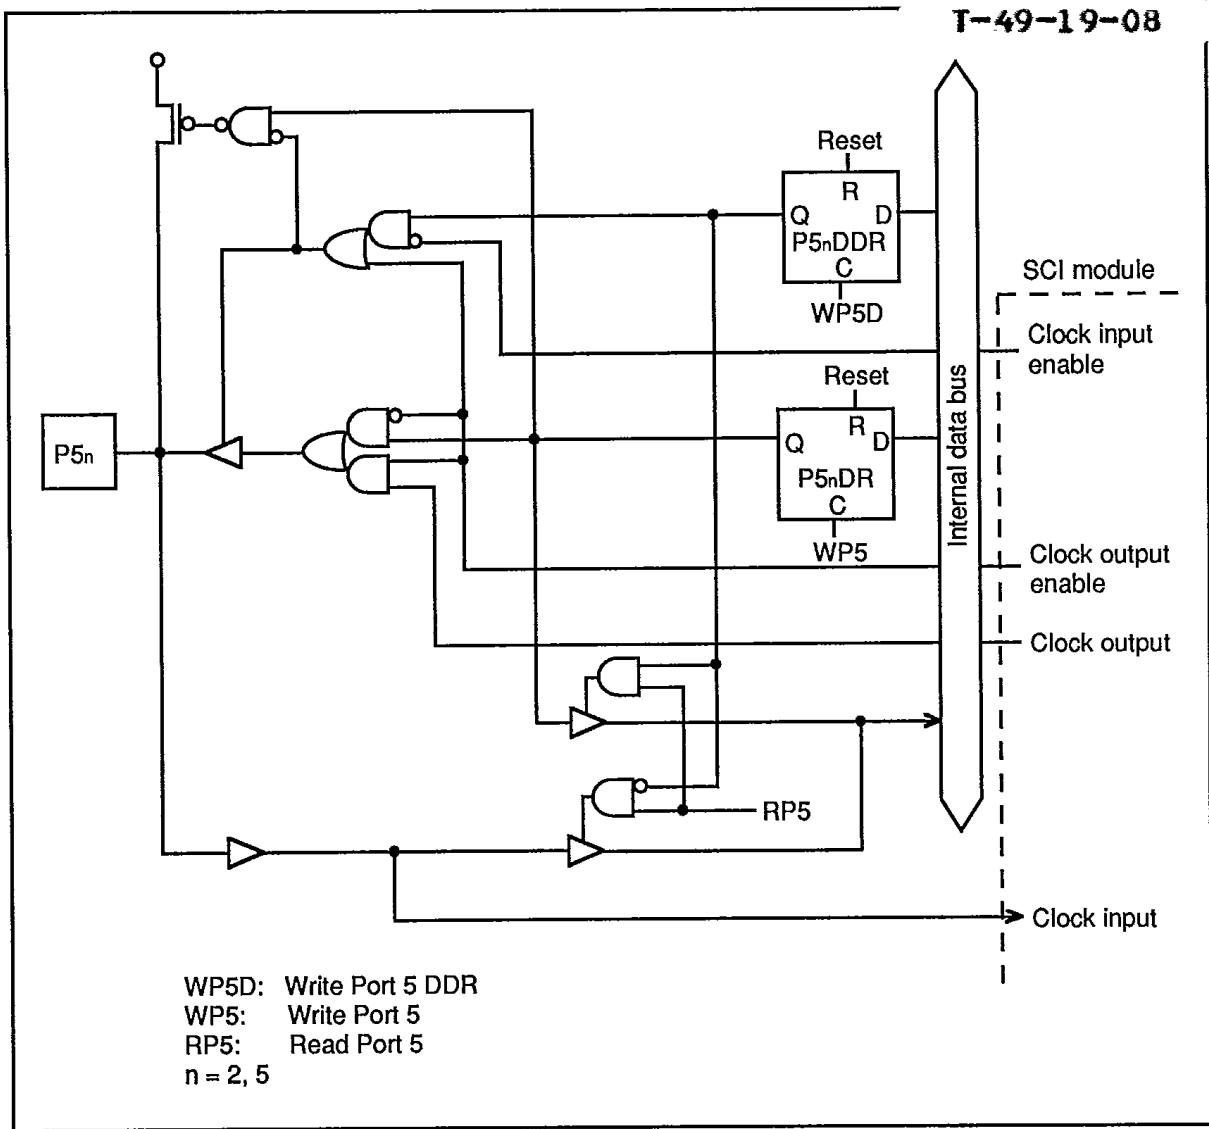 T-49-19-08
Reset
R
Q
D
P5nDDR
C
WP5D
SCI module
Clock input
enable
Reset
R
Q
D
P5nDR
C
WP5
Internal data bus
P5n
Clock output
enable
Clock output
RP5
Clock input
WP5D: Write Port 5 DDR
WP5: Write Port 5
RP5: Read Port 5
n = 2, 5